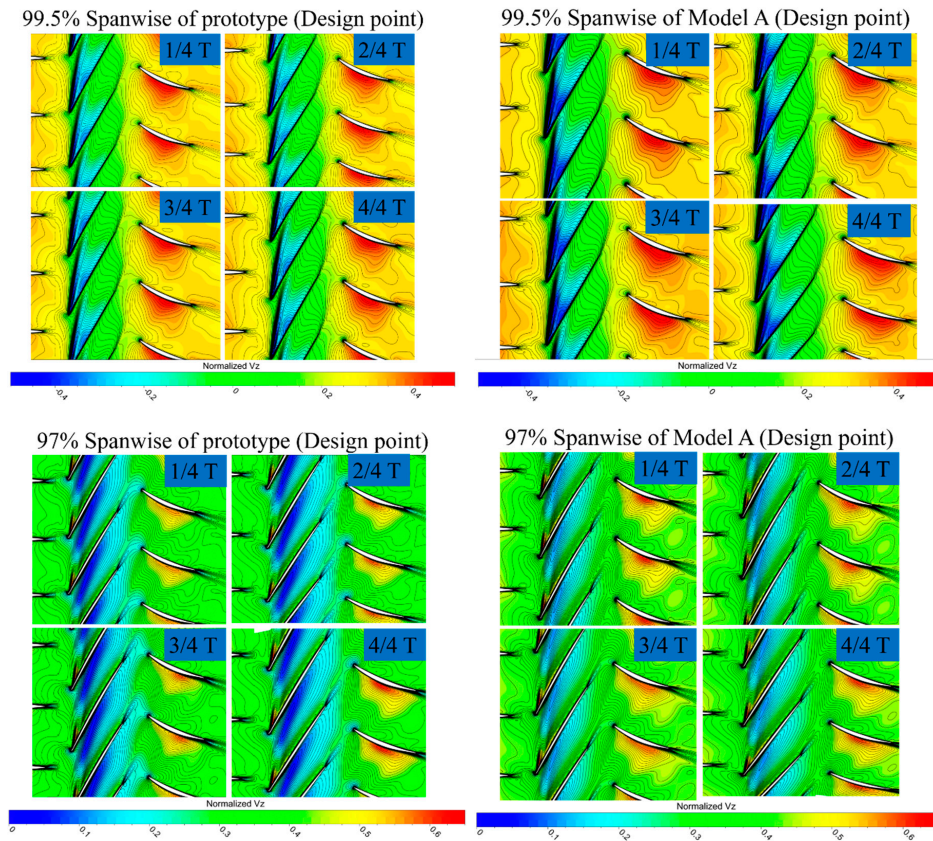 99.5% Spanwise of prototype (Design point)
1/4 T
2/4 T
3/4 T
4/4 T
Normalized Vz
-0.4
-0.2
0
0.2
0.4
99.5% Spanwise of Model A (Design point)
1/4 T
2/4 T
3/4 T
4/4 T
Normalized Vz
-0.4
-0.2
0
0.2
0.4
97% Spanwise of prototype (Design point)
1/4 T
2/4 T
3/4 T
4/4 T
Normalized Vz
0
0.1
0.2
0.3
0.4
0.5
0.6
97% Spanwise of Model A (Design point)
1/4 T
2/4 T
3/4 T
4/4 T
Normalized Vz
0
0.1
0.2
0.3
0.4
0.5
0.6